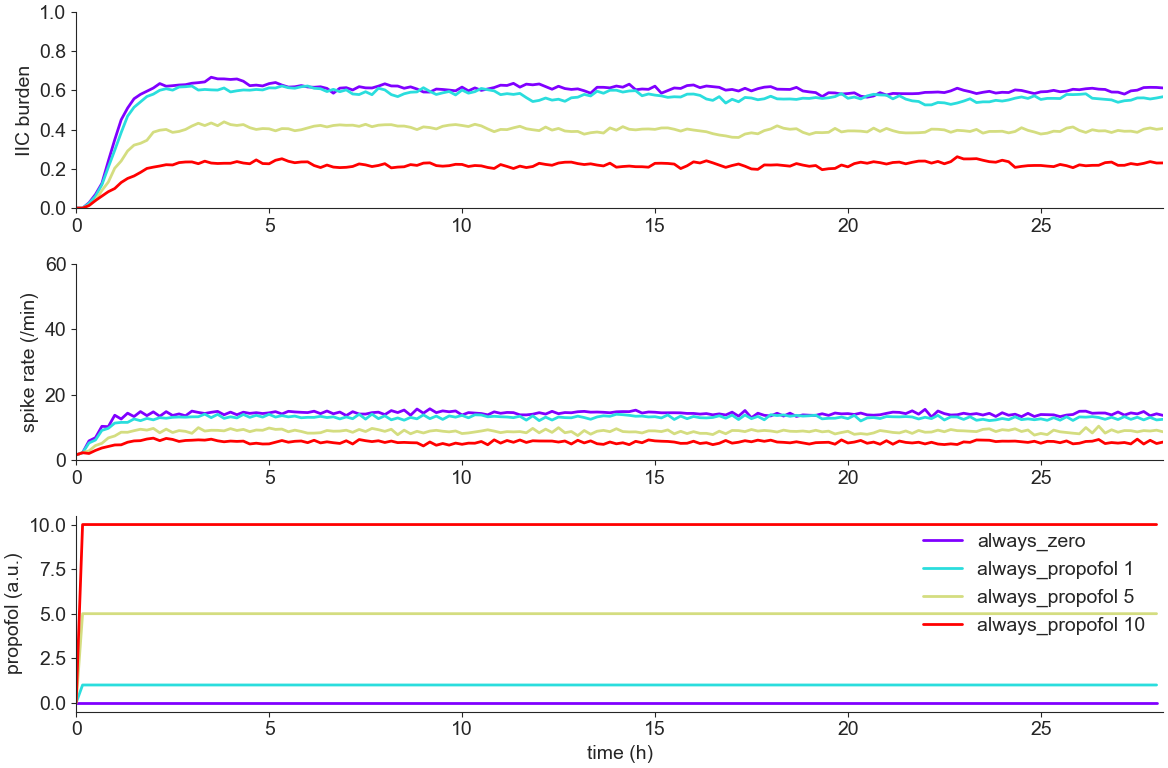 1.0
0.8
0.6
0.4
0.2
0.0
IIC burden
0 5 10 15 20 25
60
40
20
0
spike rate (/min)
0 5 10 15 20 25
10.0
7.5
5.0
2.5
0.0
propofol (a.u.)
always_zero
always_propofol 1
always_propofol 5
always_propofol 10
0 5 10 15 20 25
time (h)